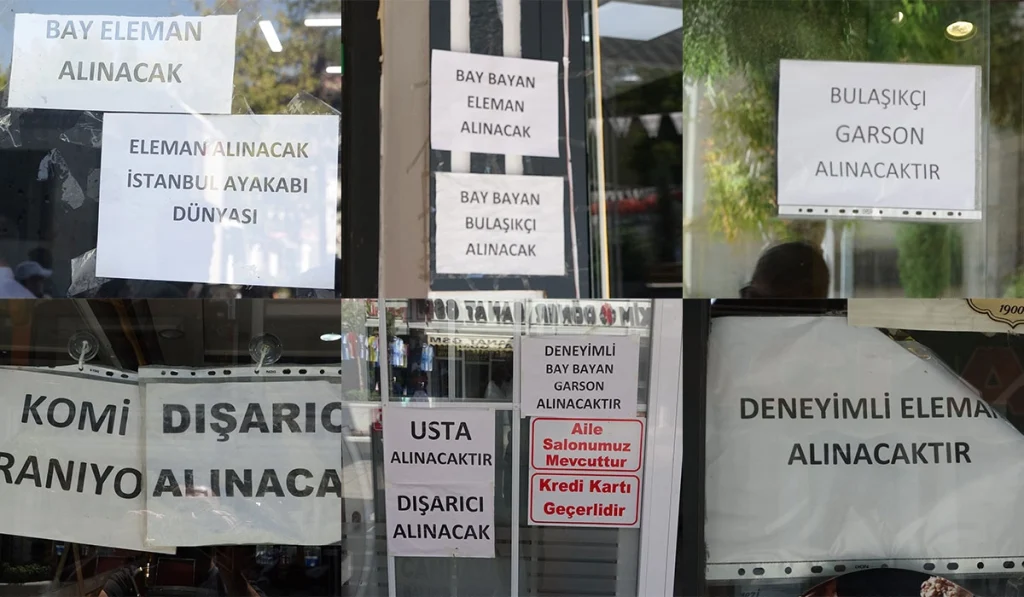 BAY ELEMAN
ALINACAK
ELEMAN ALINACAK
İSTANBUL AYAKABI
DÜNYASI
BAY BAYAN
ELEMAN
ALINACAK
BAY BAYAN
BULAŞIKÇI
ALINACAK
BULAŞIKÇI
GARSON
ALINACAKTIR
KOMİ
RANIYO
DIŞARIC
ALINACA
DENEYİMLİ
BAY BAYAN
GARSON
ALINACAKTIR
USTA
ALINACAKTIR
DIŞARICI
ALINACAK
Aile
Salonumuz
Mevcuttur
Kredi Kartı
Geçerlidir
1900
DENEYİMLİ ELEMAN
ALINACAKTIR